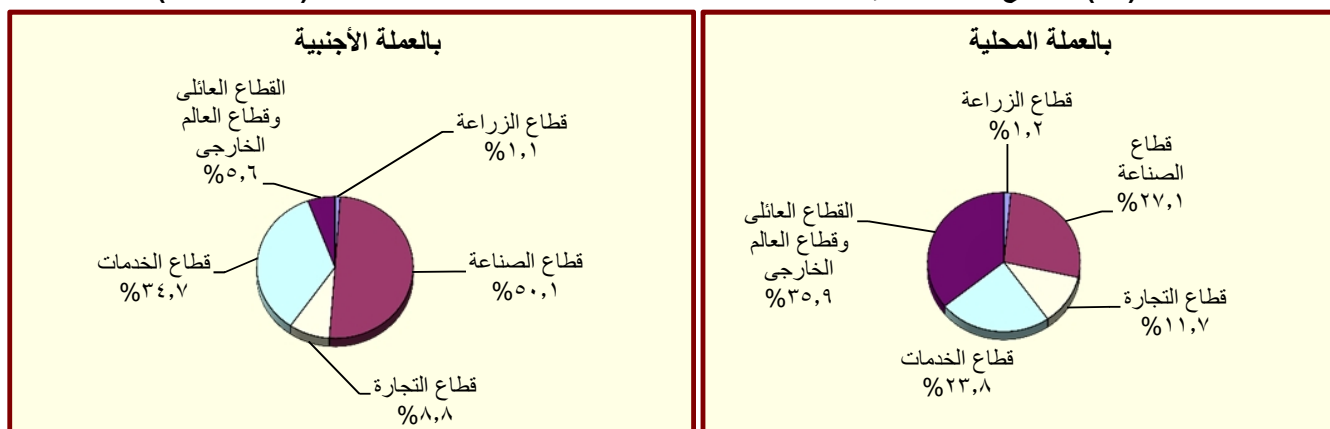 بالعملة المحلية
قطاع الزراعة
%١,٢
قطاع
الصناعة
%٢٧,١
قطاع التجارة
%١١,٧
قطاع الخدمات
%٢٣,٨
القطاع العائلى
وقطاع العالم
الخارجى
%٣٥,٩
بالعملة الأجنبية
قطاع الزراعة
%١,١
قطاع الصناعة
%٥٠,١
قطاع التجارة
%٨,٨
قطاع الخدمات
%٣٤,٧
القطاع العائلى
وقطاع العالم
الخارجى
%٥,٦